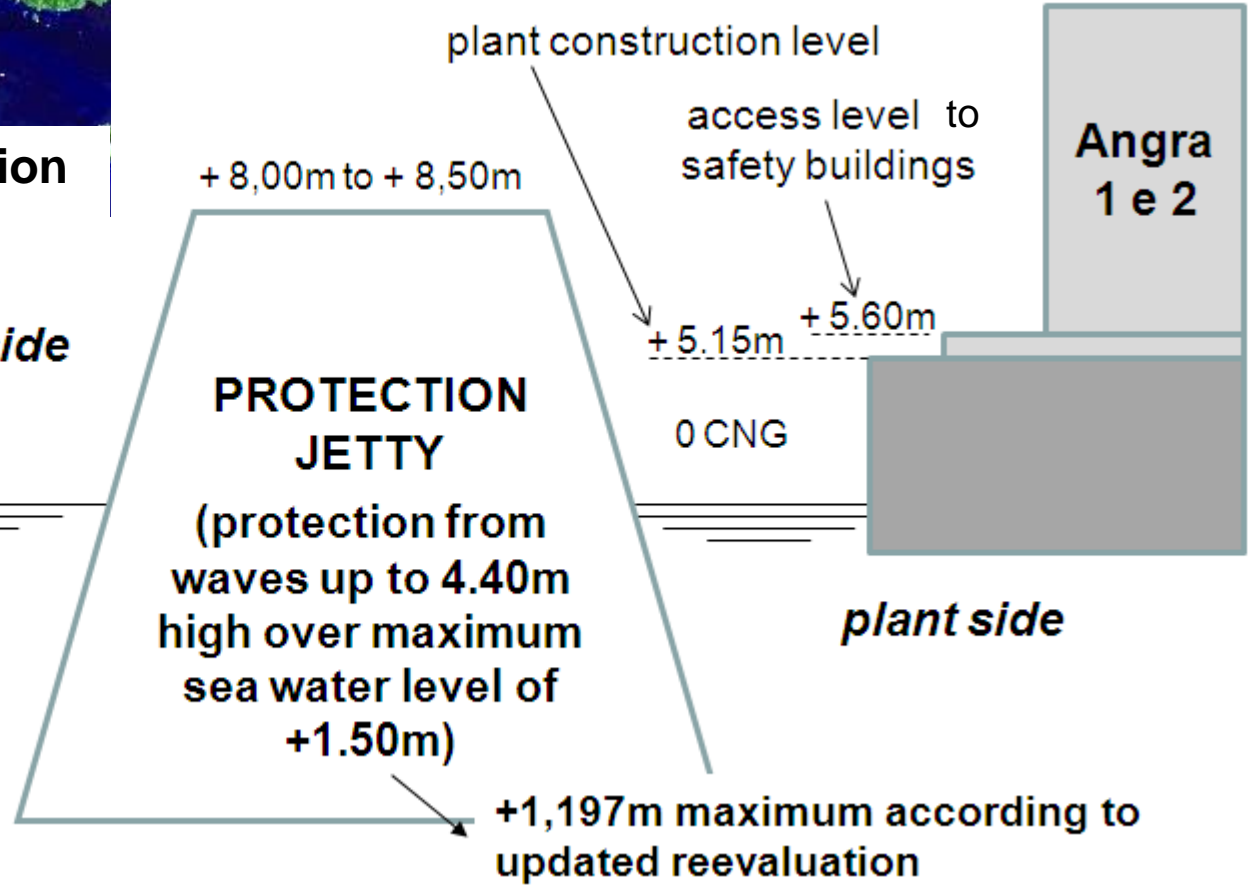 plant construction level
access level to
safety buildings
Angra
1 e 2
ion
+ 8,00m to + 8,50m
+ 5.60m
+ 5.15m
ide
PROTECTION
JETTY
0 CNG
(protection from
waves up to 4.40m
high over maximum
sea water level of
+1.50m)
plant side
+1,197m maximum according to
updated reevaluation